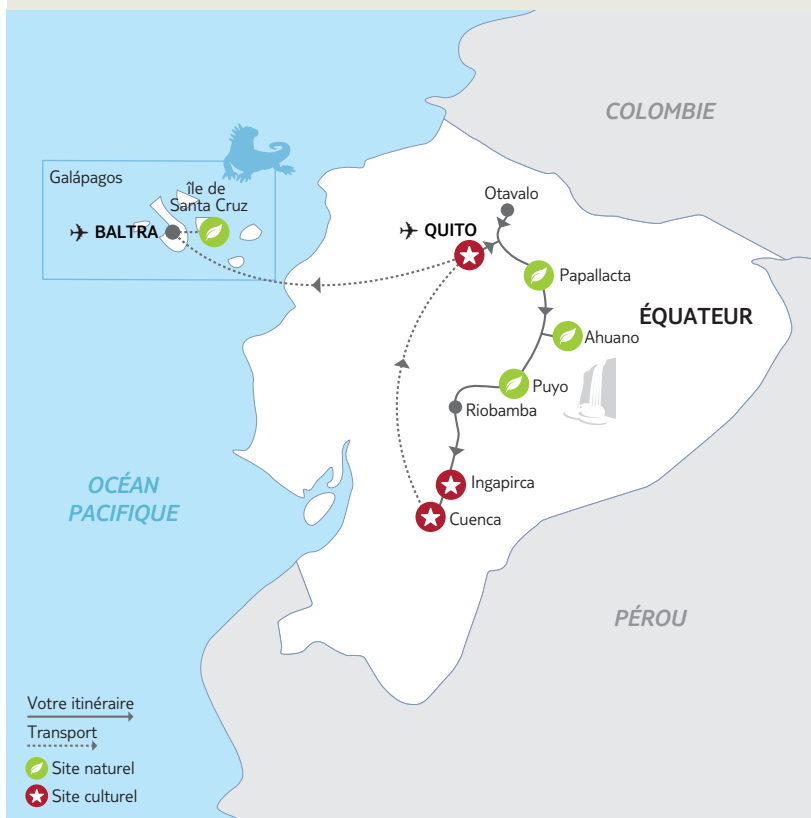 COLOMBIE
Galápagos
île de
Santa Cruz
BALTRA
Otavalo
QUITO
Papallacta
ÉQUATEUR
Ahuano
Puyo
Riobamba
Ingapirca
Cuenca
OCÉAN
PACIFIQUE
PÉROU
Votre itinéraire
Transport
Site naturel
Site culturel